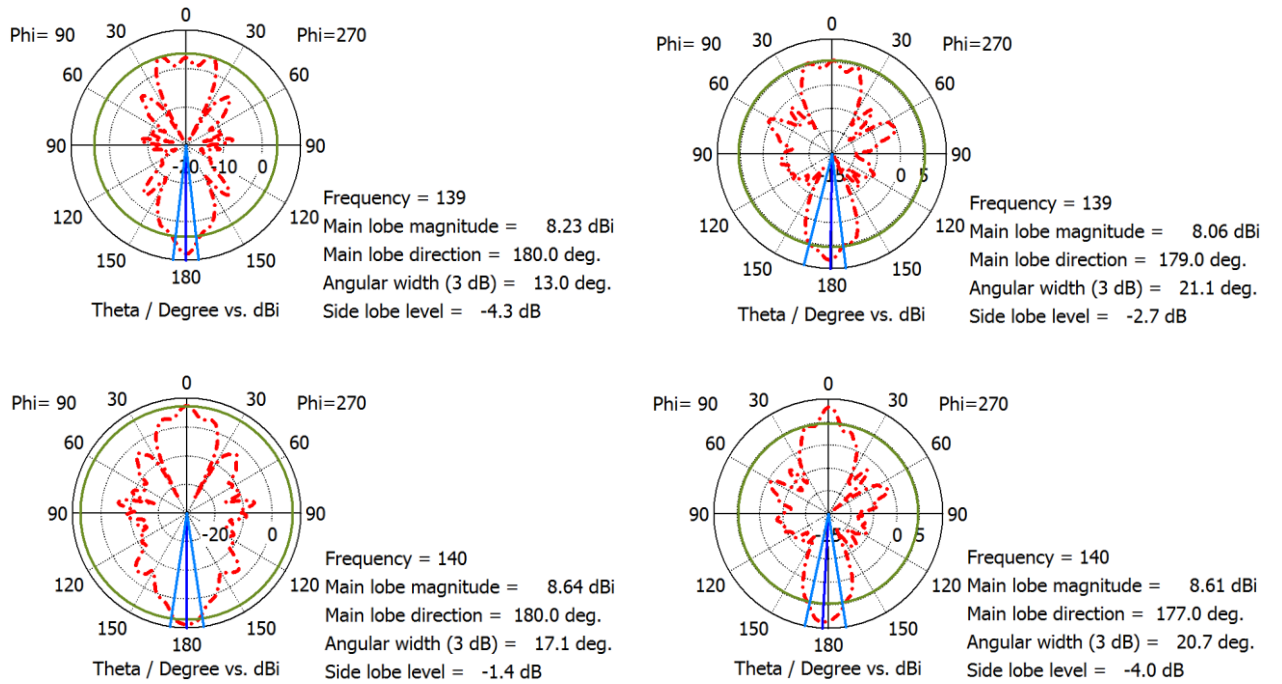 0
30
30
Phi= 90
Phi=270
60
60
90
90
-20
-10
0
120
120
150
150
180
Theta / Degree vs. dBi
Frequency = 139
Main lobe magnitude = 8.23 dBi
Main lobe direction = 180.0 deg.
Angular width (3 dB) = 13.0 deg.
Side lobe level = -4.3 dB
0
30
30
Phi= 90
Phi=270
60
60
90
90
-15
0
5
120
120
150
150
180
Theta / Degree vs. dBi
Frequency = 139
Main lobe magnitude = 8.06 dBi
Main lobe direction = 179.0 deg.
Angular width (3 dB) = 21.1 deg.
Side lobe level = -2.7 dB
0
30
30
Phi= 90
Phi=270
60
60
90
90
-20
0
120
120
150
150
180
Theta / Degree vs. dBi
Frequency = 140
Main lobe magnitude = 8.64 dBi
Main lobe direction = 180.0 deg.
Angular width (3 dB) = 17.1 deg.
Side lobe level = -1.4 dB
0
30
30
Phi= 90
Phi=270
60
60
90
90
-15
0
5
120
120
150
150
180
Theta / Degree vs. dBi
Frequency = 140
Main lobe magnitude = 8.61 dBi
Main lobe direction = 177.0 deg.
Angular width (3 dB) = 20.7 deg.
Side lobe level = -4.0 dB